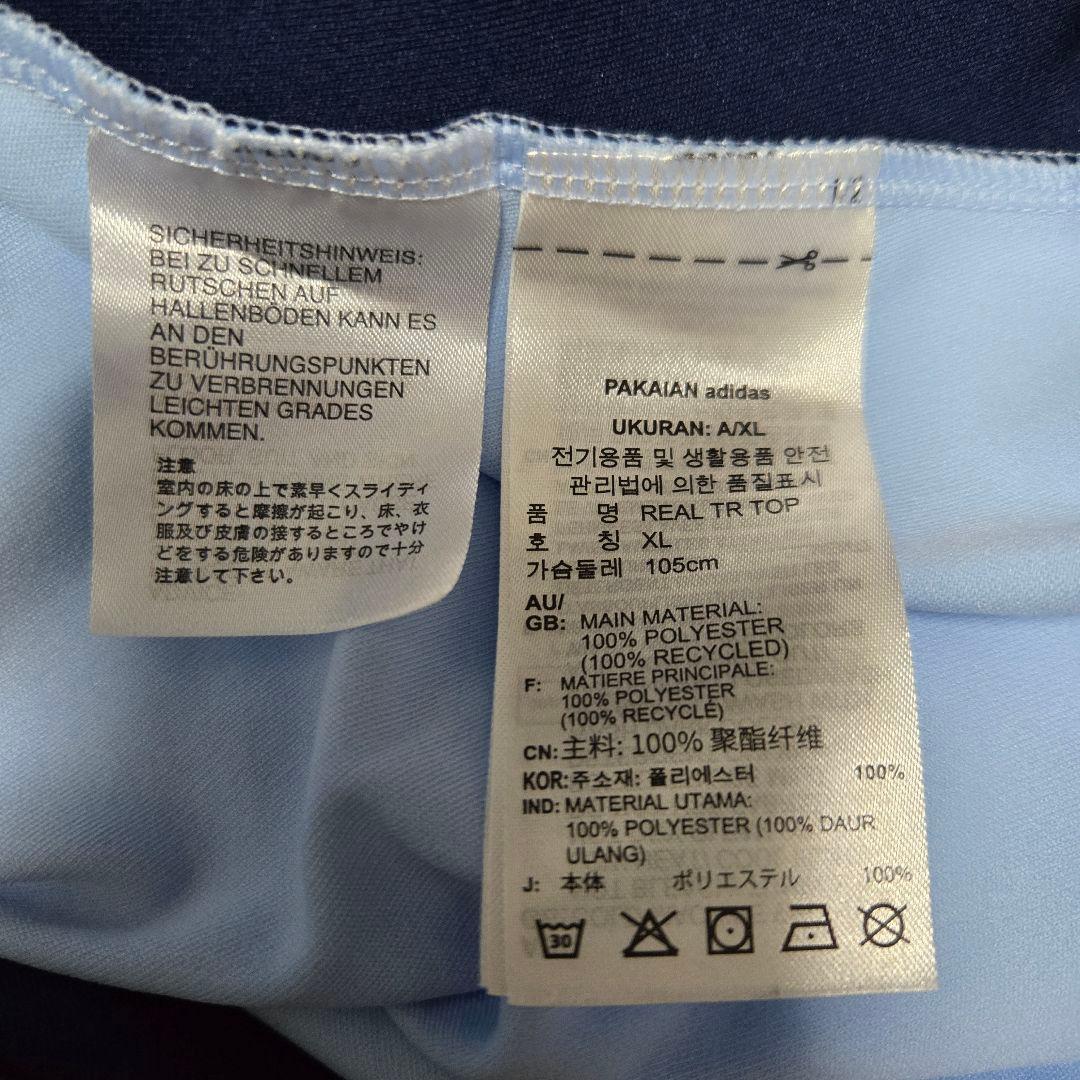 SICHERHEITSHINWEIS:
BEI ZU SCHNELLEM
RUTSCHEN AUF
HALLENBÖDEN KANN ES
AN DEN
BERÜHRUNGSPUNKTEN
ZU VERBRENNUNGEN
LEICHTEN GRADES
KOMMEN.
注意
室内の床の上で素早くスライディ
ングすると摩擦が起こり、床、衣
服及び皮膚の接するところでやけ
どをする危険がありますので十分
注意して下さい。
PAKAIAN adidas
UKURAN: A/XL
전기용품 및 생활용품 안전
관리법에 의한 품질표시
품 명 REAL TR TOP
호 칭 XL
가슴둘레 105cm
AU/
GB: MAIN MATERIAL:
100% POLYESTER
(100% RECYCLED)
F: MATIERE PRINCIPALE:
100% POLYESTER
(100% RECYCLÉ)
CN: 主料: 100% 聚酯纤维
KOR: 주소재: 폴리에스터 100%
IND: MATERIAL UTAMA:
100% POLYESTER (100% DAUR
ULANG)
J: 本体 ポリエステル 100%
30